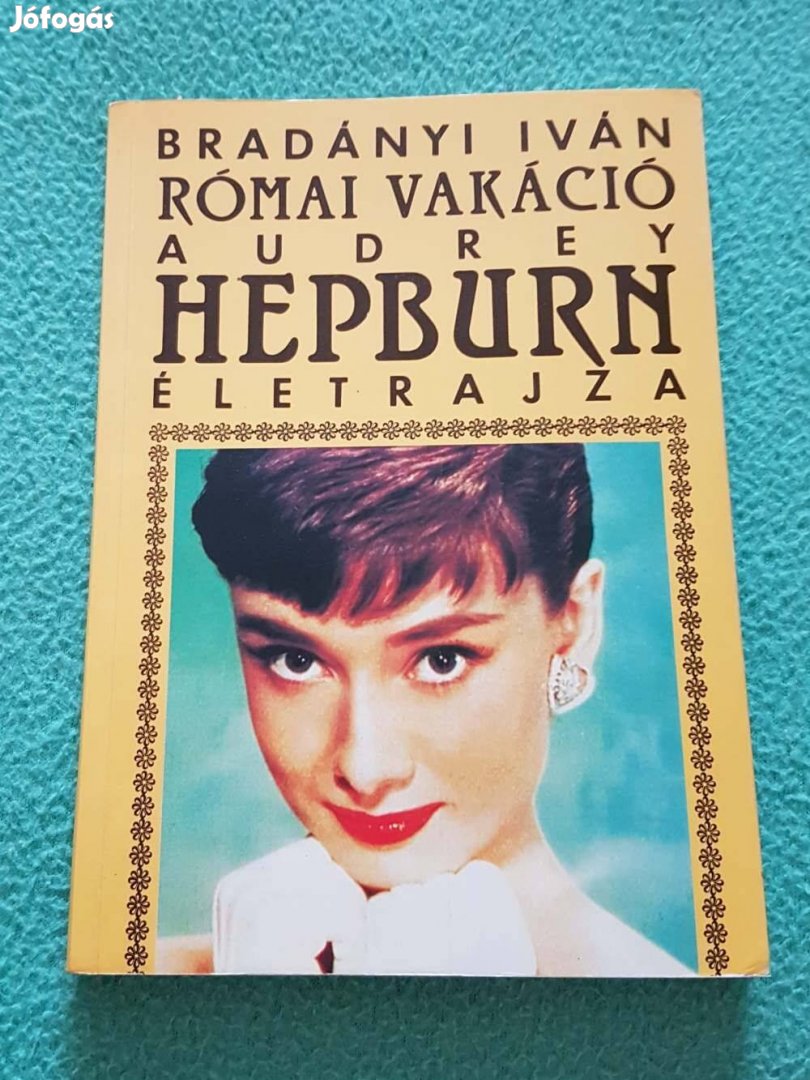 Jófogás
BRADÁNYI IVÁN
RÓMAI VAKÁCIÓ
AUDREY
HEPBURN
ÉLETRAJZA